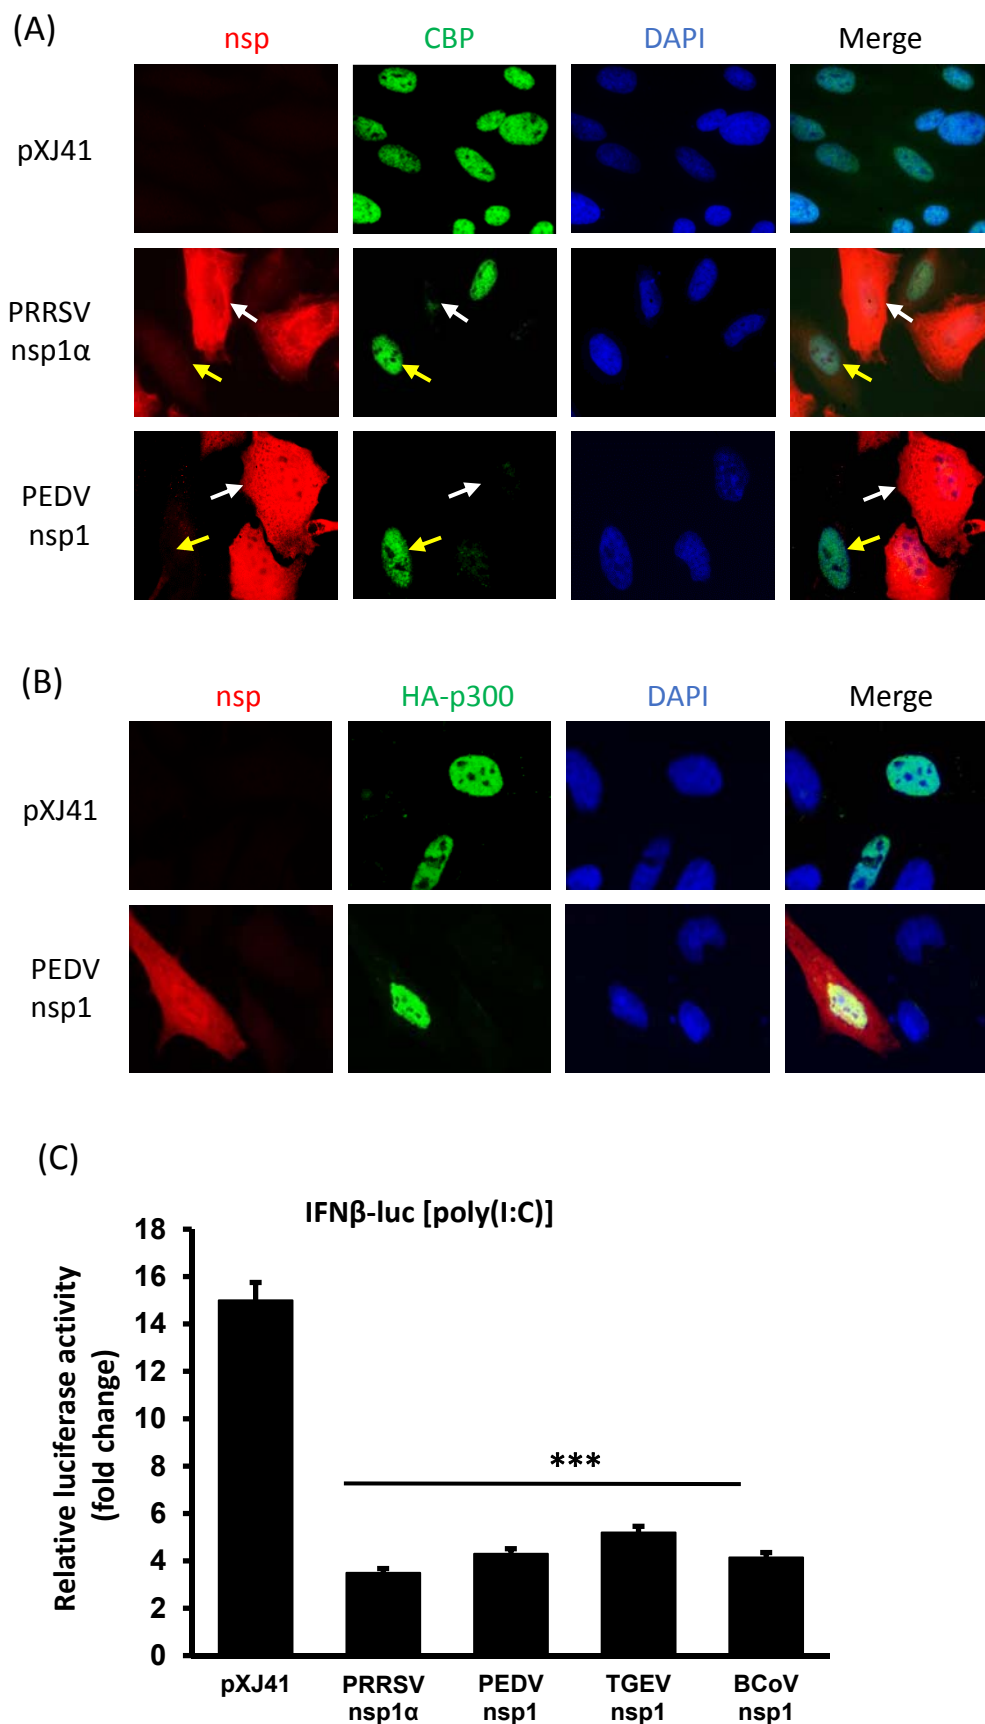 (A)
nsp CBP DAPI Merge
pXJ41
PRRSV
nsp1α
PEDV
nsp1
(B)
nsp HA-p300 DAPI Merge
pXJ41
PEDV
nsp1
(C)
IFNβ-luc [poly(I:C)]
Relative luciferase activity
(fold change)
18
16
14
12
10
8
6
4
2
0
***
pXJ41 PRRSV PEDV TGEV BCoV
nsp1α nsp1 nsp1 nsp1